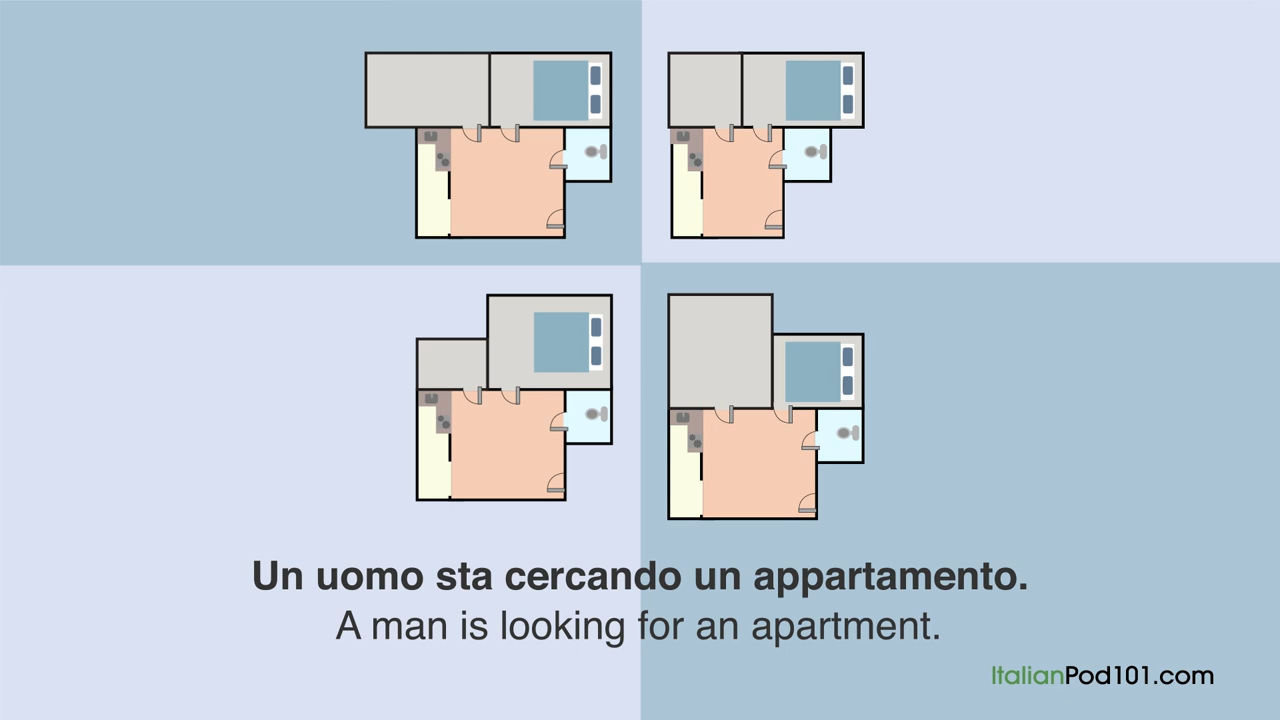 Un uomo sta cercando un appartamento.
A man is looking for an apartment.
ItalianPod101.com